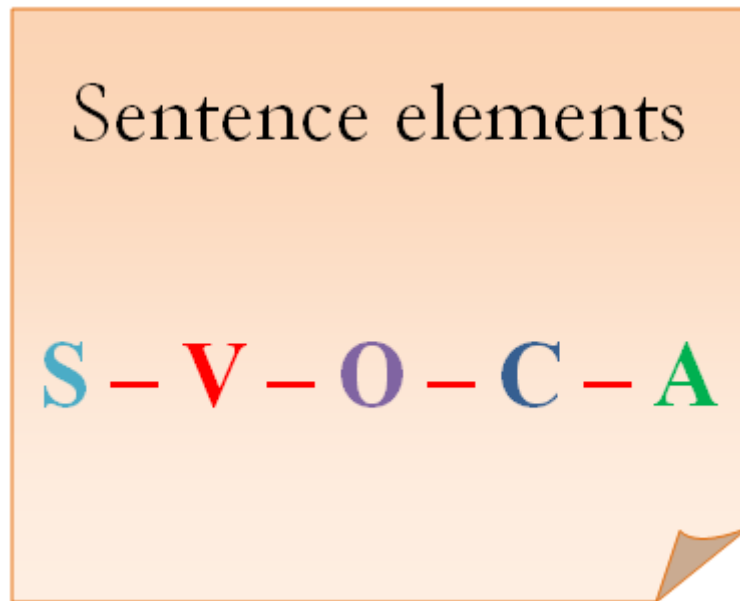 Sentence elements
S – V – O – C – A